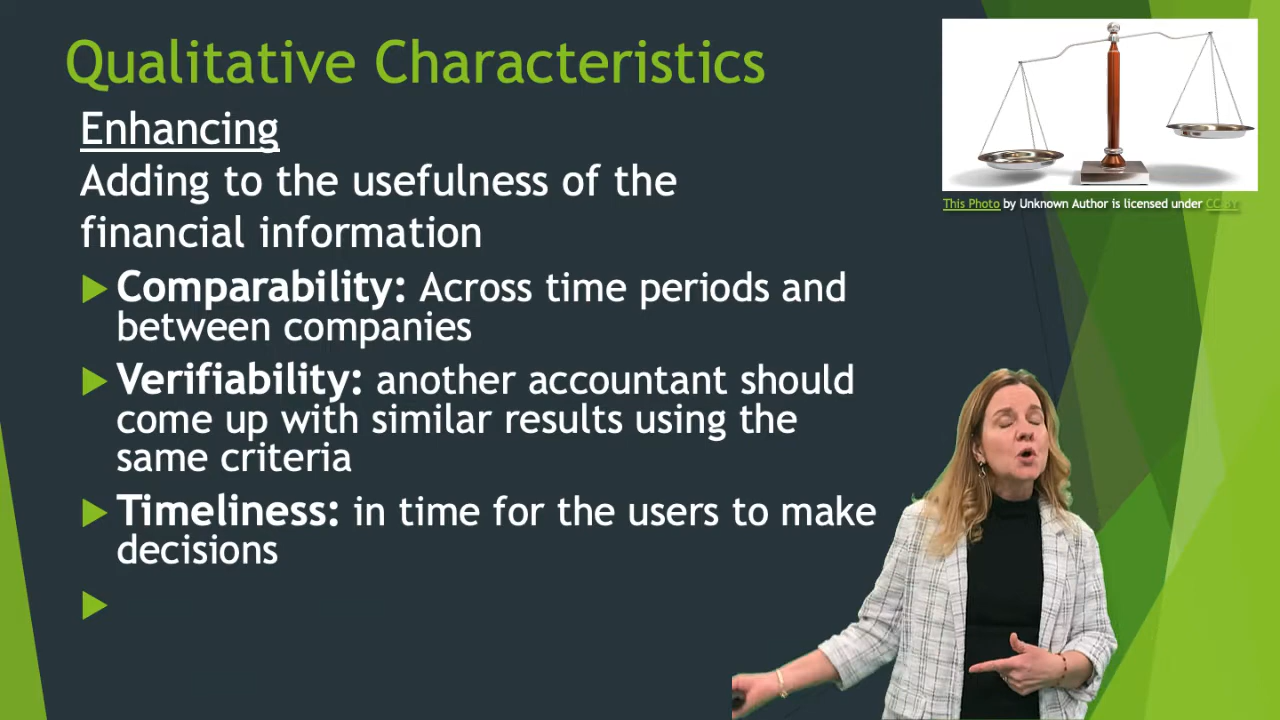 Qualitative Characteristics
Enhancing
Adding to the usefulness of the
financial information
Comparability: Across time periods and
between companies
Verifiability: another accountant should
come up with similar results using the
same criteria
Timeliness: in time for the users to make
decisions
This Photo by Unknown Author is licensed under CC BY